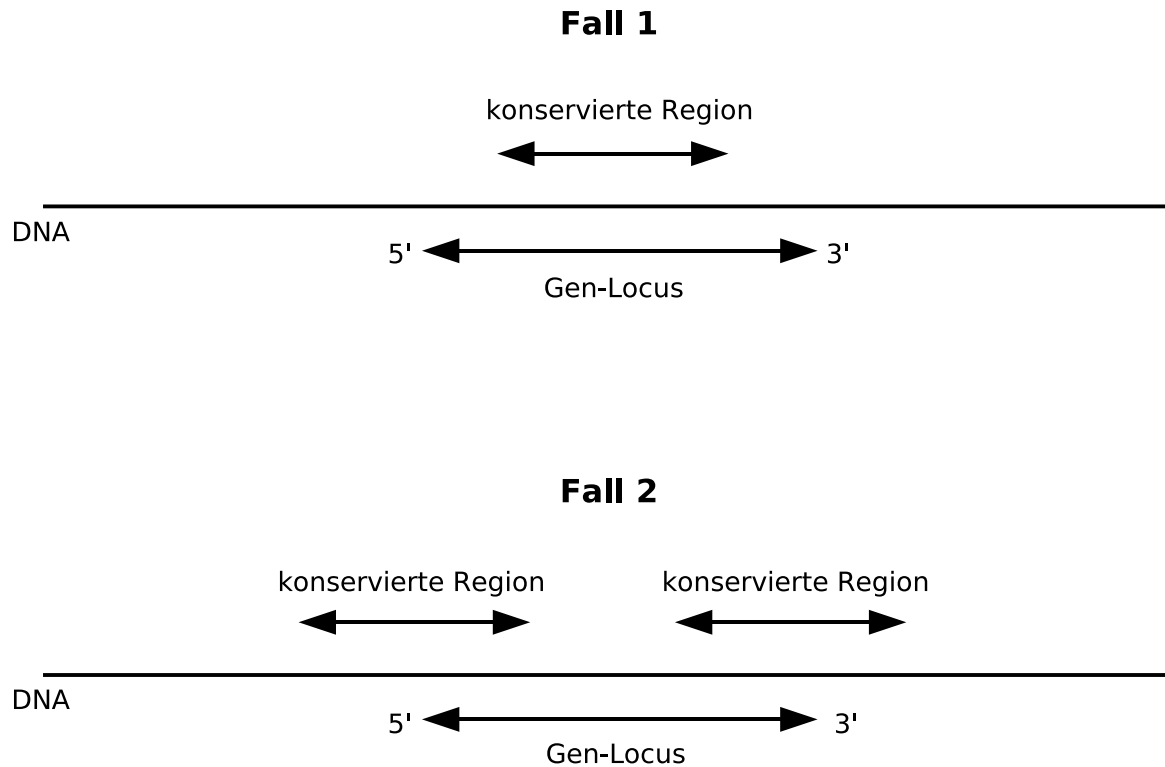 Fall 1
konservierte Region
DNA
5' 3'
Gen-Locus
Fall 2
konservierte Region konservierte Region
DNA
5' 3'
Gen-Locus